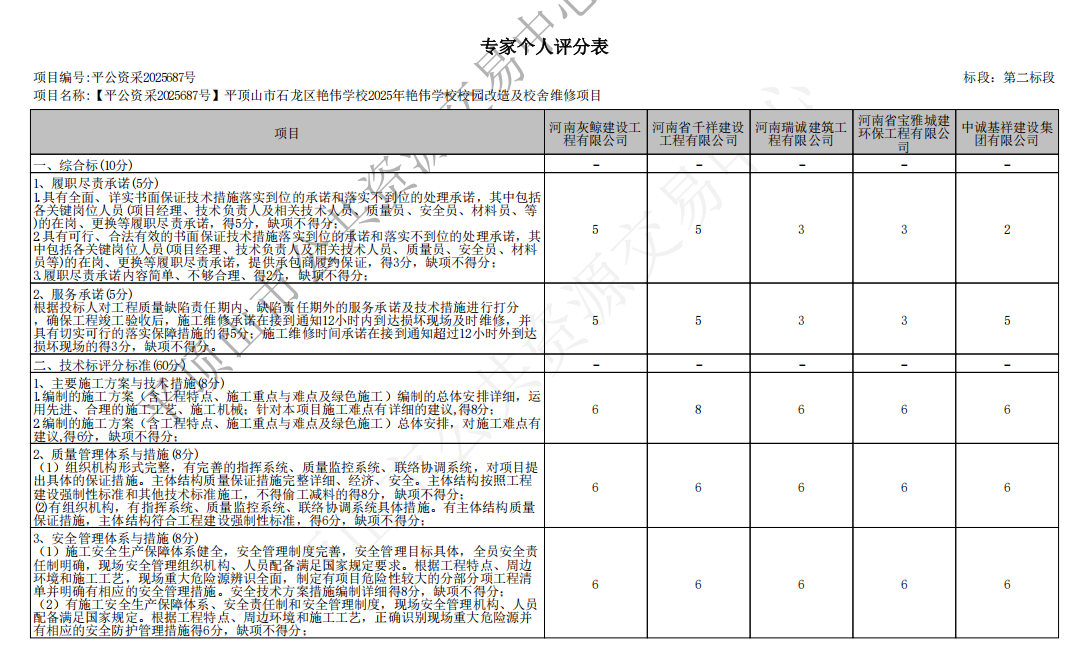 专家个人评分表
项目编号:平公资采2025687号
标段：第二标段
项目名称:【平公资采2025687号】平顶山市石龙区艳伟学校2025年艳伟学校校园改造及校舍维修项目
项目
河南灰鲸建设工
程有限公司
河南省千祥建设
工程有限公司
河南瑞诚建筑工
程有限公司
河南省宝雅城建
环保工程有限公
司
中诚基祥建设集
团有限公司
一、综合标(10分)
－ － － － －
1、履职尽责承诺(5分)
1.具有全面、详实书面保证技术措施落实到位的承诺和落实不到位的处理承诺，其中包括
各关键岗位人员(项目经理、技术负责人及相关技术人员、质量员、安全员、材料员、等
)的在岗、更换等履职尽责承诺，得5分，缺项不得分；
2具有可行、合法有效的书面保证技术措施落实到位的承诺和落实不到位的处理承诺，其
中包括各关键岗位人员(项目经理、技术负责人及相关技术人员、质量员、安全员、材料
员等)的在岗、更换等履职尽责承诺，提供承包商履约保证，得3分，缺项不得分；
3.履职尽责承诺内容简单、不够合理、得2分，缺项不得分；
5 5 3 3 2
2、服务承诺(5分)
根据投标人对工程质量缺陷责任期内、缺陷责任期外的服务承诺及技术措施进行打分
，确保工程竣工验收后，施工维修承诺在接到通知12小时内到达损坏现场及时维修，并
具有切实可行的落实保障措施的得5分；施工维修时间承诺在接到通知超过12小时外到达
损坏现场的得3分，缺项不得分。
5 5 3 3 5
二、技术标评分标准(60分)
－ － － － －
1、主要施工方案与技术措施(8分)
1.编制的施工方案（含工程特点、施工重点与难点及绿色施工）编制的总体安排详细，运
用先进、合理的施工工艺、施工机械；针对本项目施工难点有详细的建议,得8分；
2编制的施工方案（含工程特点、施工重点与难点及绿色施工）总体安排，对施工难点有
建议,得6分，缺项不得分；
6 8 6 6 6
2、质量管理体系与措施(8分)
（1）组织机构形式完整，有完善的指挥系统、质量监控系统、联络协调系统，对项目提
出具体的保证措施。主体结构质量保证措施完整详细、经济、安全。主体结构按照工程
建设强制性标准和其他技术标准施工，不得偷工减料的得8分，缺项不得分；
(2)有组织机构，有指挥系统、质量监控系统、联络协调系统具体措施。有主体结构质量
保证措施，主体结构符合工程建设强制性标准，得6分，缺项不得分；
6 6 6 6 6
3、安全管理体系与措施(8分)
（1）施工安全生产保障体系健全，安全管理制度完善，安全管理目标具体，全员安全责
任制明确，现场安全管理组织机构、人员配备满足国家规定要求。根据工程特点、周边
环境和施工工艺，现场重大危险源辨识全面，制定有项目危险性较大的分部分项工程清
单并明确有相应的安全管理措施。安全技术方案措施编制详细得8分，缺项不得分；
（2）有施工安全生产保障体系、安全责任制和安全管理制度，现场安全管理机构、人员
配备满足国家规定。根据工程特点、周边环境和施工工艺，正确识别现场重大危险源并
有相应的安全防护管理措施得6分，缺项不得分；
6 6 6 6 6
平顶山市公共资源交易中心
平顶山市公共资源交易中心